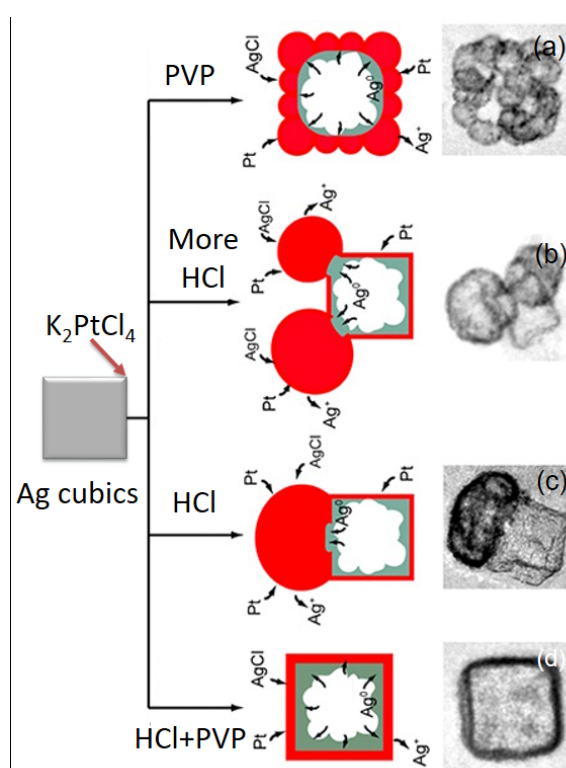 PVP
AgCl
Pt
Ag⁰
Pt
Ag⁺
(a)
More
HCl
AgCl
Ag⁺
Pt
Pt
Ag⁰
AgCl
Pt
Ag⁺
(b)
K₂PtCl₄
Ag cubics
HCl
Pt
AgCl
Pt
Ag⁰
Pt
Ag⁺
(c)
HCl+PVP
AgCl
Pt
Ag⁰
Ag⁺
(d)